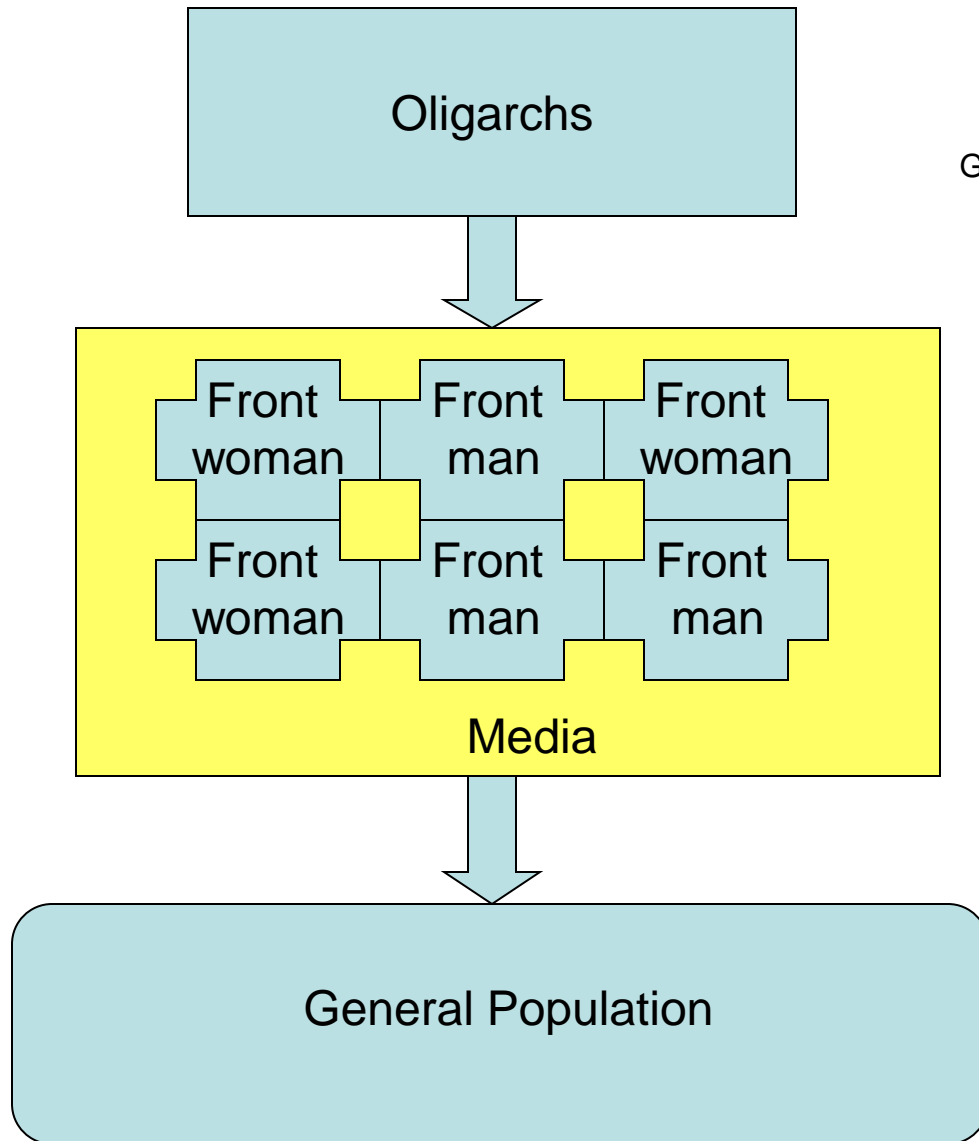 Oligarchs
G
Front Front Front
woman man woman
Front Front Front
woman man man
Media
General Population